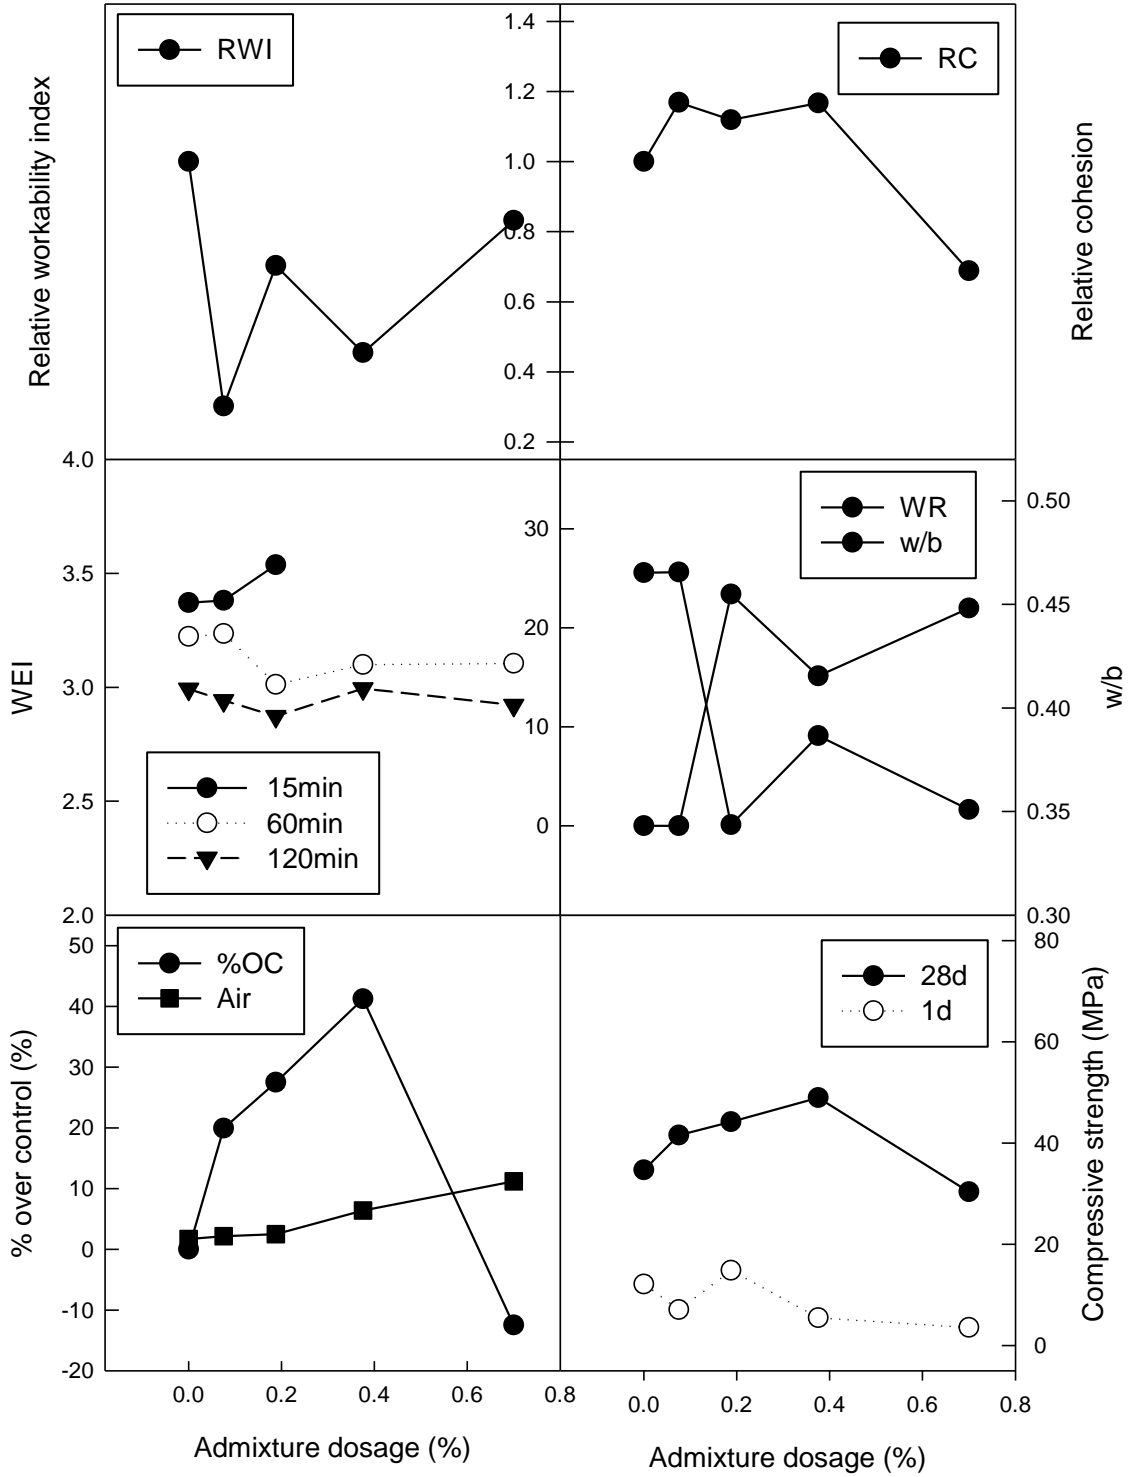 Relative workability index
RWI
1.4
1.2
1.0
0.8
0.6
0.4
0.2
RC
Relative cohesion
WEI
4.0
3.5
3.0
2.5
2.0
15min
60min
120min
30
20
10
0
WR
w/b
0.50
0.45
0.40
0.35
0.30
w/b
% over control (%)
50
40
30
20
10
0
-10
-20
%OC
Air
28d
1d
80
60
40
20
0
Compressive strength (MPa)
0.0 0.2 0.4 0.6 0.8
0.0 0.2 0.4 0.6 0.8
Admixture dosage (%)
Admixture dosage (%)